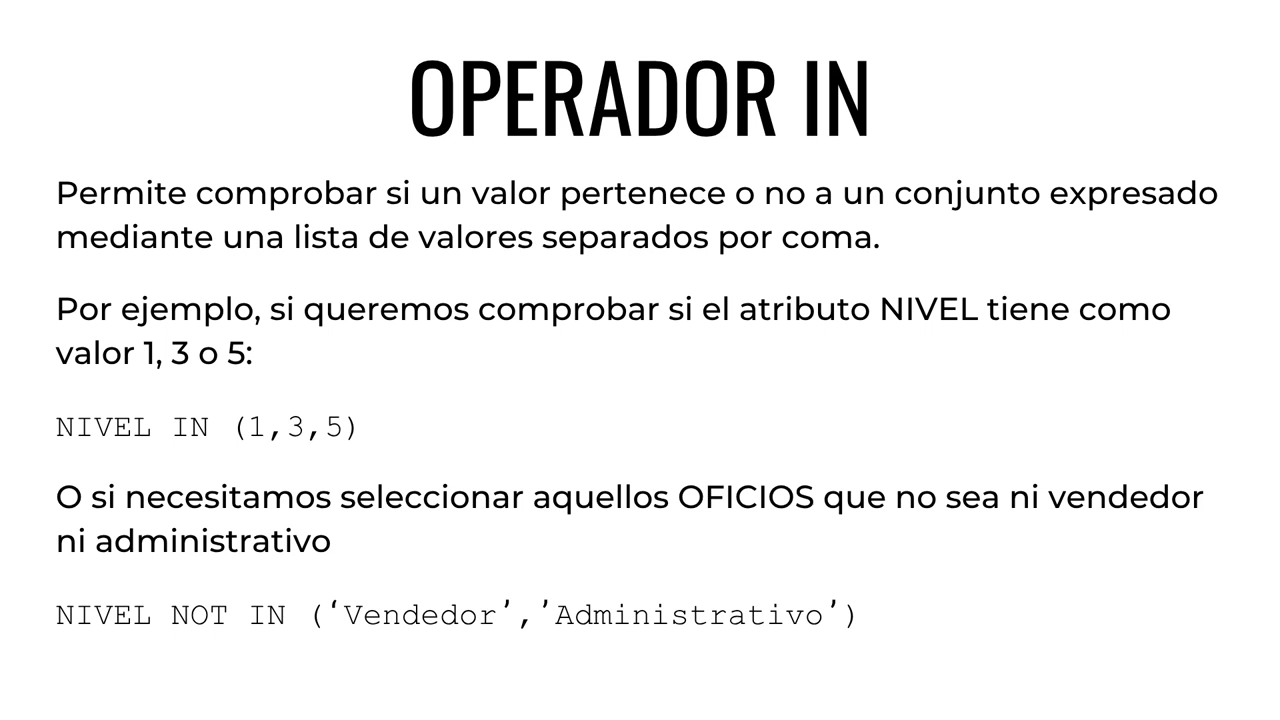 OPERADOR IN
Permite comprobar si un valor pertenece o no a un conjunto expresado
mediante una lista de valores separados por coma.
Por ejemplo, si queremos comprobar si el atributo NIVEL tiene como
valor 1, 3 o 5:
NIVEL IN (1,3,5)
O si necesitamos seleccionar aquellos OFICIOS que no sea ni vendedor
ni administrativo
NIVEL NOT IN (‘Vendedor’,’Administrativo’)